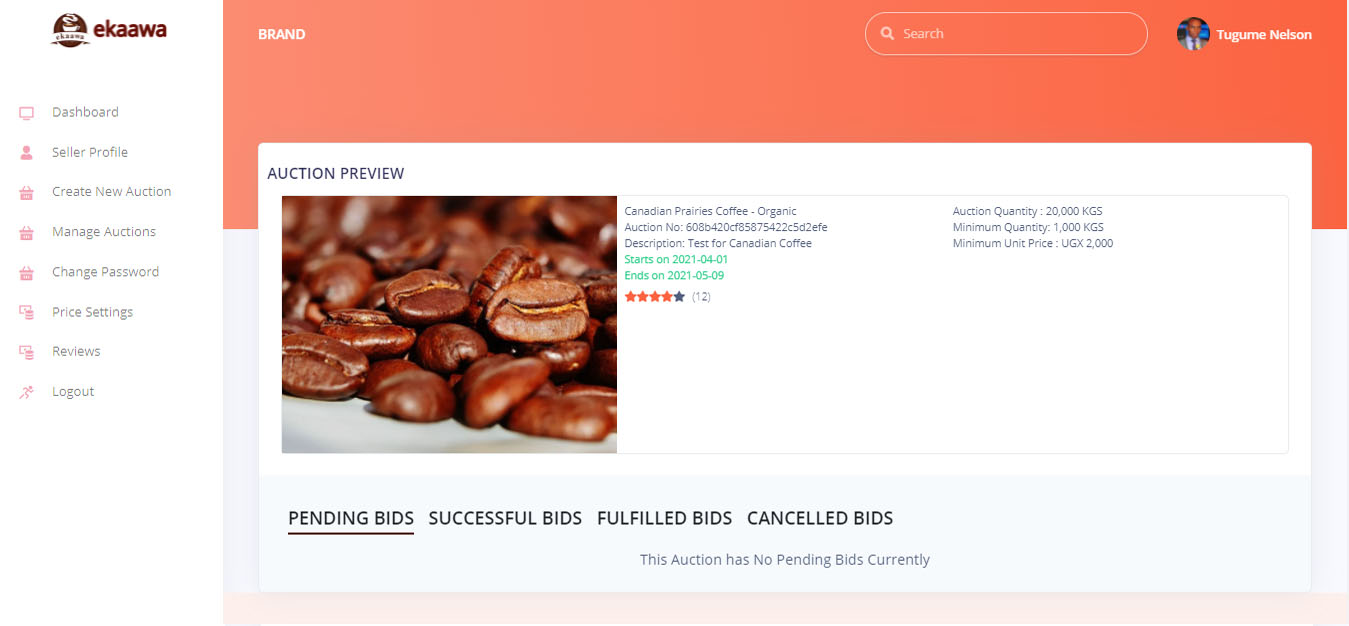 ekaawa
ekaawa
BRAND
Search
Tugume Nelson
Dashboard
Seller Profile
Create New Auction
Manage Auctions
Change Password
Price Settings
Reviews
Logout
AUCTION PREVIEW
Canadian Prairies Coffee - Organic
Auction No: 608b420cf85875422c5d2efe
Description: Test for Canadian Coffee
Starts on 2021-04-01
Ends on 2021-05-09
(12)
Auction Quantity : 20,000 KGS
Minimum Quantity: 1,000 KGS
Minimum Unit Price : UGX 2,000
PENDING BIDS SUCCESSFUL BIDS FULFILLED BIDS CANCELLED BIDS
This Auction has No Pending Bids Currently